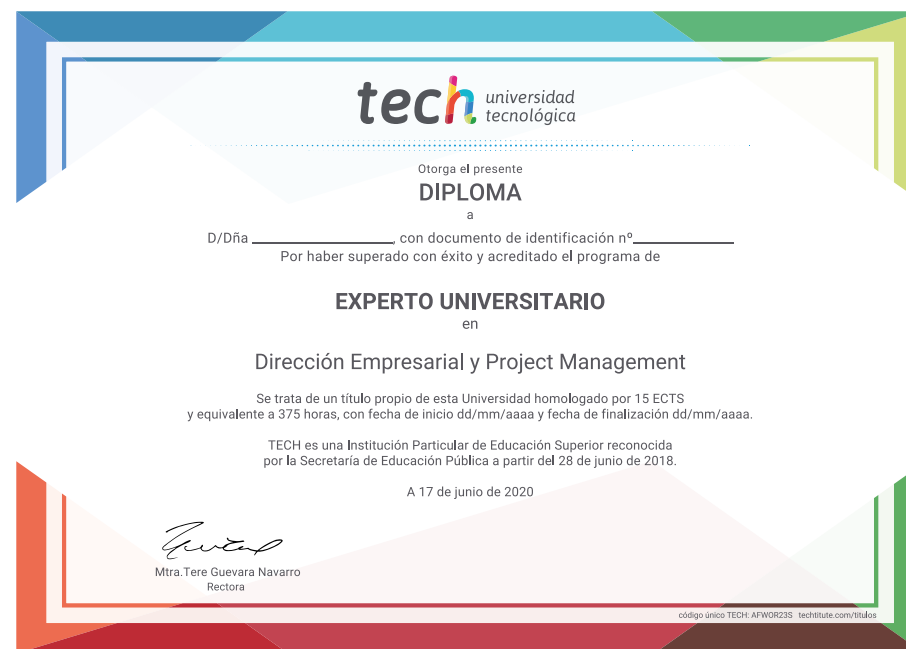 tech universidad
tecnológica
Otorga el presente
DIPLOMA
a
D/Dña ______________, con documento de identificación nº______________
Por haber superado con éxito y acreditado el programa de
EXPERTO UNIVERSITARIO
en
Dirección Empresarial y Project Management
Se trata de un título propio de esta Universidad homologado por 15 ECTS
y equivalente a 375 horas, con fecha de inicio dd/mm/aaaa y fecha de finalización dd/mm/aaaa.
TECH es una Institución Particular de Educación Superior reconocida
por la Secretaría de Educación Pública a partir del 28 de junio de 2018.
A 17 de junio de 2020
Mtra.Tere Guevara Navarro
Rectora
código único TECH: AFWOR23S techtitute.com/titulos